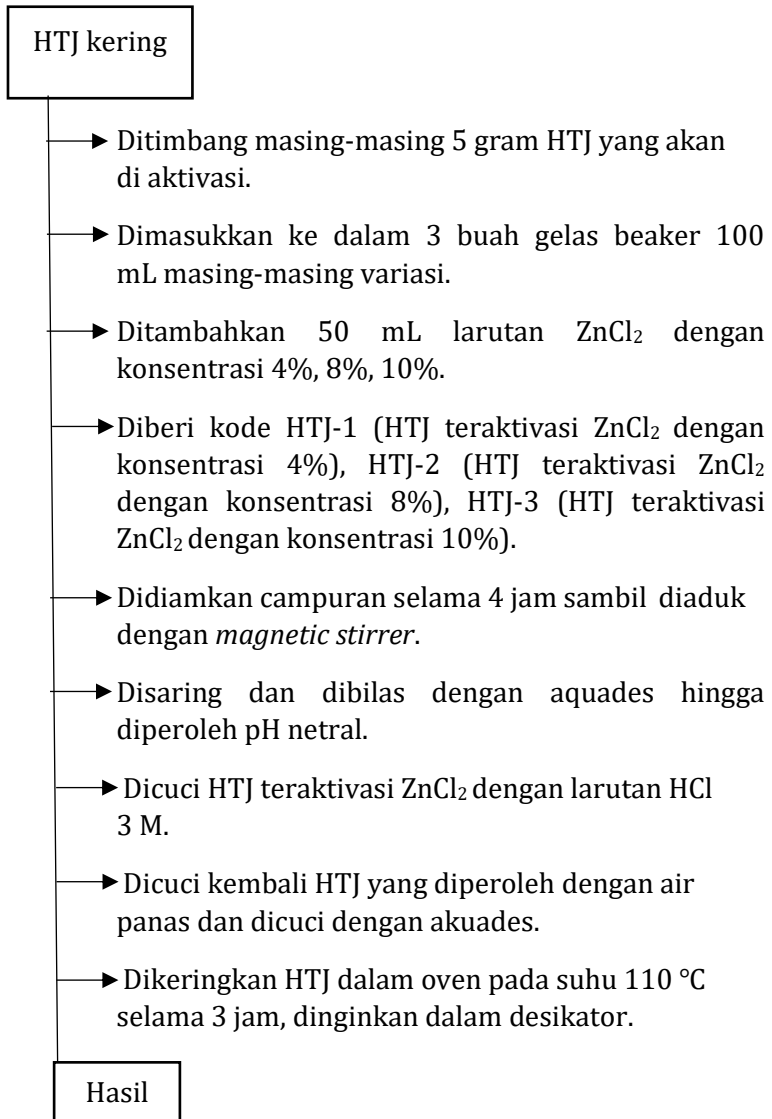 HTJ kering
Ditimbang masing-masing 5 gram HTJ yang akan
di aktivasi.
Dimasukkan ke dalam 3 buah gelas beaker 100
mL masing-masing variasi.
Ditambahkan 50 mL larutan ZnCl₂ dengan
konsentrasi 4%, 8%, 10%.
Diberi kode HTJ-1 (HTJ teraktivasi ZnCl₂ dengan
konsentrasi 4%), HTJ-2 (HTJ teraktivasi ZnCl₂
dengan konsentrasi 8%), HTJ-3 (HTJ teraktivasi
ZnCl₂ dengan konsentrasi 10%).
Didiamkan campuran selama 4 jam sambil diaduk
dengan magnetic stirrer.
Disaring dan dibilas dengan aquades hingga
diperoleh pH netral.
Dicuci HTJ teraktivasi ZnCl₂ dengan larutan HCl
3 M.
Dicuci kembali HTJ yang diperoleh dengan air
panas dan dicuci dengan akuades.
Dikeringkan HTJ dalam oven pada suhu 110 °C
selama 3 jam, dinginkan dalam desikator.
Hasil